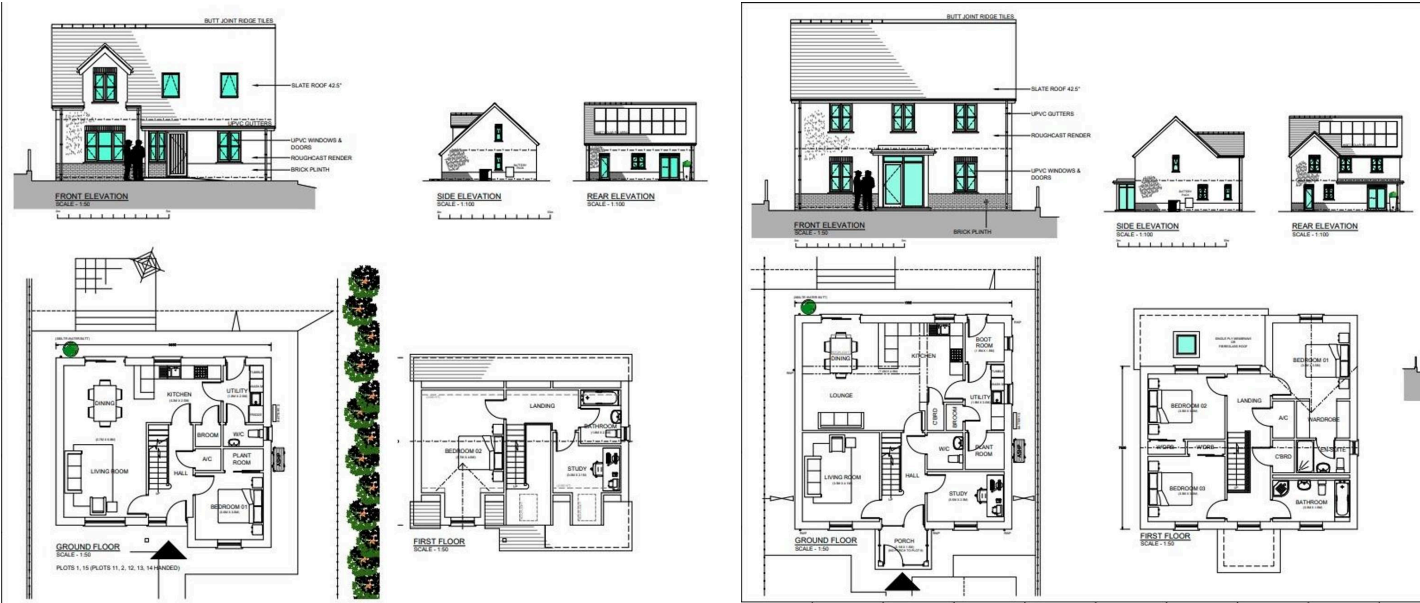 BUTT JOINT RIDGE TILES
SLATE ROOF 42.5°
UPVC GUTTERS
UPVC WINDOWS &
DOORS
ROUGHCAST RENDER
BRICK PLINTH
FRONT ELEVATION
SCALE - 1:50
SIDE ELEVATION
SCALE - 1:100
REAR ELEVATION
SCALE - 1:100
DINING
KITCHEN
UTILITY
BROOM
W/C
A/C
PLANT
ROOM
LIVING ROOM
HALL
BEDROOM 01
ASHP
GROUND FLOOR
SCALE - 1:50
PLOTS 1, 15 (PLOTS 11, 2, 12, 13, 14 HANDED)
LANDING
BATHROOM
BEDROOM 02
STUDY
FIRST FLOOR
SCALE - 1:50
BUTT JOINT RIDGE TILES
SLATE ROOF 42.5°
UPVC GUTTERS
ROUGHCAST RENDER
UPVC WINDOWS &
DOORS
BRICK PLINTH
FRONT ELEVATION
SCALE - 1:50
SIDE ELEVATION
SCALE - 1:100
REAR ELEVATION
SCALE - 1:100
BOOT
ROOM
DINING
KITCHEN
LOUNGE
C'BRD
BROOM
UTILITY
W/C
PLANT
ROOM
ASHP
LIVING ROOM
HALL
STUDY
PORCH
GROUND FLOOR
SCALE - 1:50
BEDROOM 01
BEDROOM 02
LANDING
A/C
WARDROBE
W'DRB
W'DRB
C'BRD
EN-SUITE
BEDROOM 03
BATHROOM
FIRST FLOOR
SCALE - 1:50